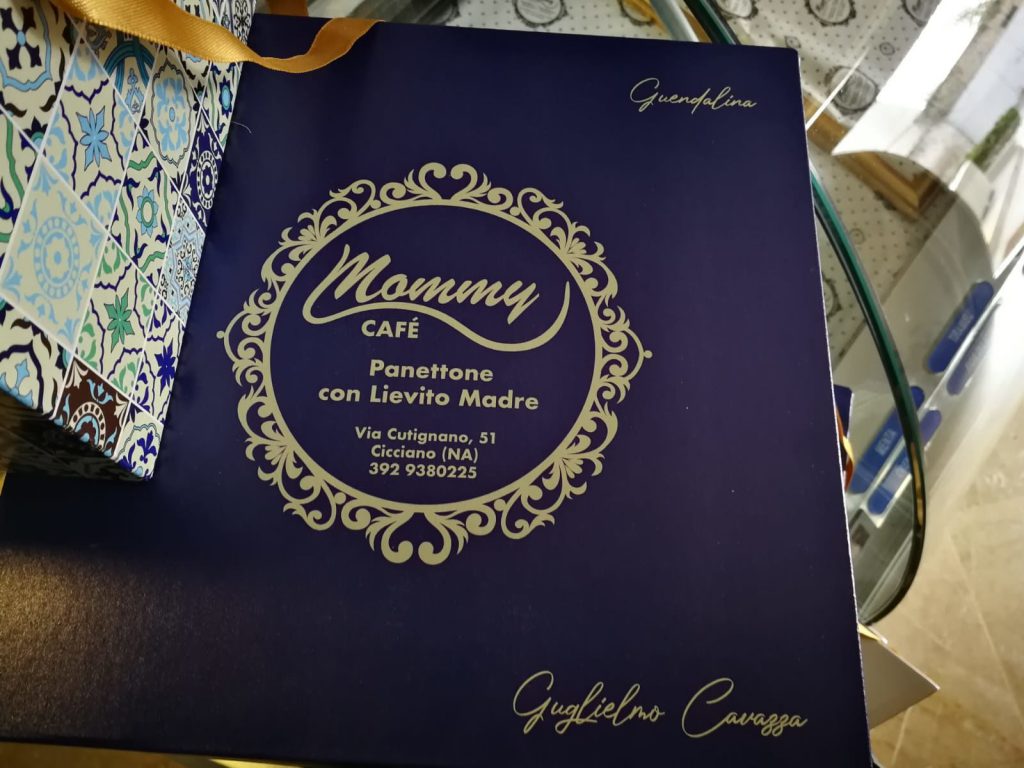 Guendalina
Mommy
CAFÉ
Panettone
con Lievito Madre
Via Cutignano, 51
Cicciano (NA)
392 9380225
Guglielmo Cavazza